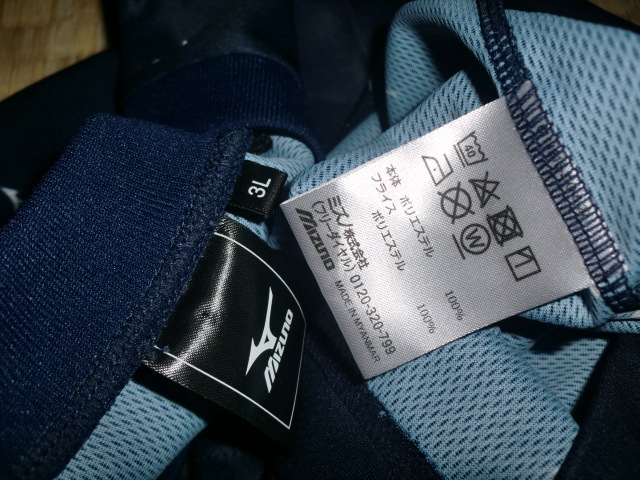 3L
MIZUNO
40
W
本体 ポリエステル 100%
フライス ポリエステル 100%
ミズノ株式会社
(フリーダイヤル) 0120-320-799
MIZUNO
MADE IN MYANMAR